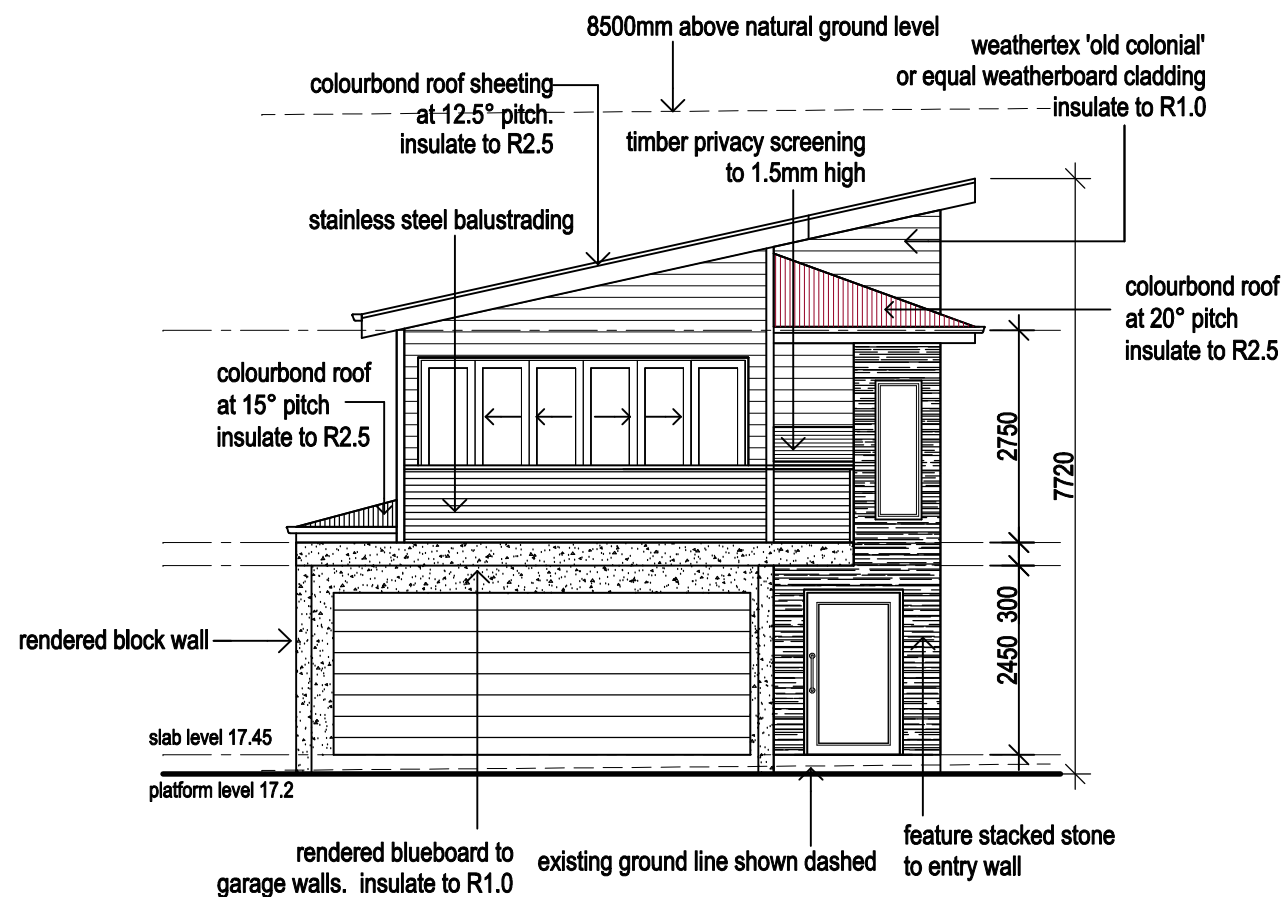 8500mm above natural ground level
weathertex 'old colonial'
or equal weatherboard cladding
insulate to R1.0
colourbond roof sheeting
at 12.5° pitch.
insulate to R2.5
timber privacy screening
to 1.5mm high
stainless steel balustrading
colourbond roof
at 20° pitch
insulate to R2.5
colourbond roof
at 15° pitch
insulate to R2.5
2750
7720
300
2450
rendered block wall
slab level 17.45
platform level 17.2
rendered blueboard to
garage walls.  insulate to R1.0
existing ground line shown dashed
feature stacked stone
to entry wall